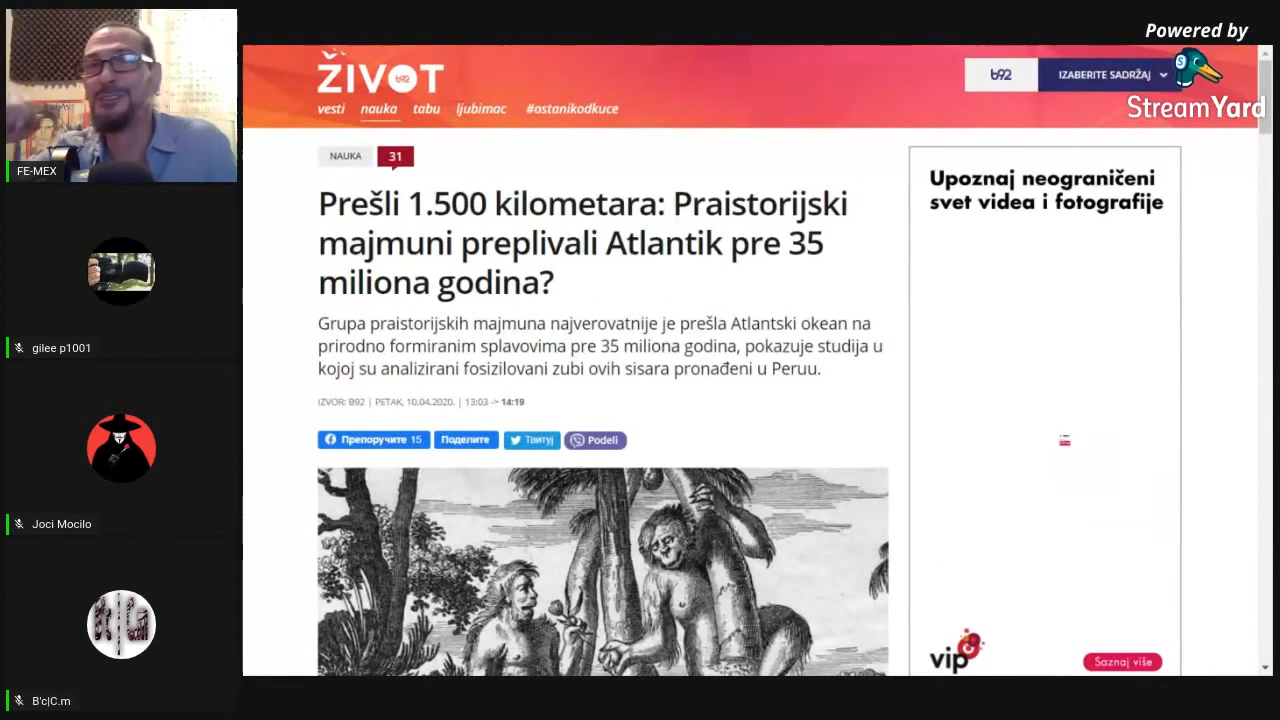 Powered by
StreamYard
FE-MEX
gilee p1001
Joci Mocilo
B'c|C.m
ŽIVOT
b92
vesti nauka tabu ljubimac #ostanikodkuce
b92 IZABERITE SADRŽAJ
NAUKA 31
Prešli 1.500 kilometara: Praistorijski
majmuni preplivali Atlantik pre 35
miliona godina?
Grupa praistorijskih majmuna najverovatnije je prešla Atlantski okean na
prirodno formiranim splavovima pre 35 miliona godina, pokazuje studija u
kojoj su analizirani fosizilovani zubi ovih sisara pronađeni u Peruu.
IZVOR: B92 | PETAK, 10.04.2020. | 13:03 -> 14:19
Препоручите 15 Поделите Твитуј Podeli
Upoznaj neograničeni
svet videa i fotografije
vip
Saznaj više